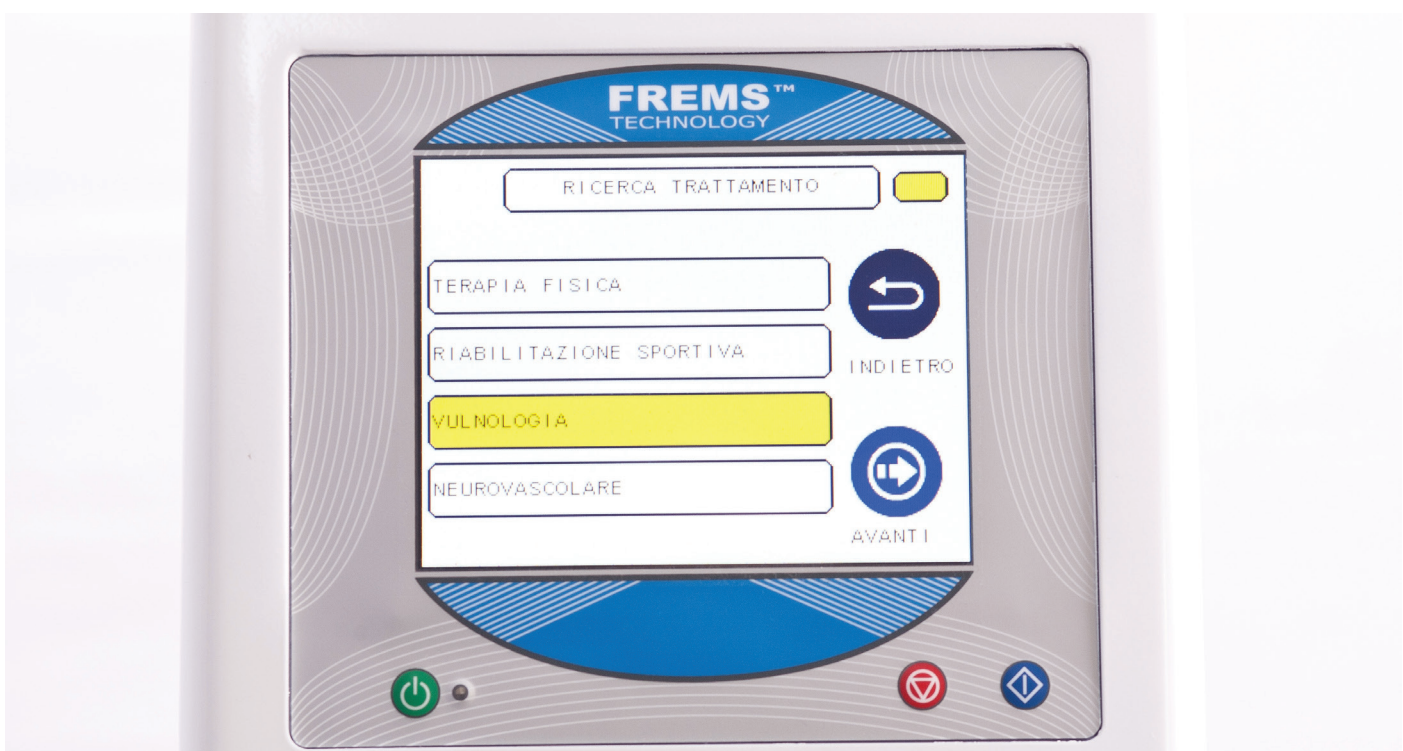 FREMS™
TECHNOLOGY
RICERCA TRATTAMENTO
TERAPIA FISICA
RIABILITAZIONE SPORTIVA
INDIETRO
VULNOLOGIA
NEUROVASCOLARE
AVANTI